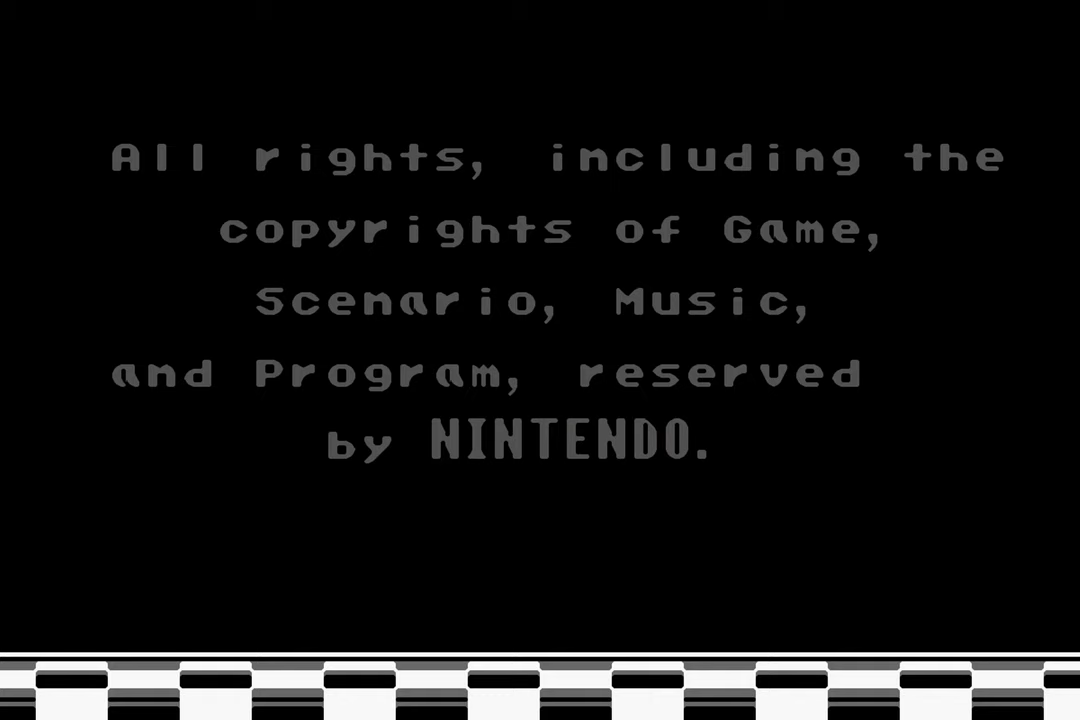 All rights, including the
copyrights of Game,
Scenario, Music,
and Program, reserved
by NINTENDO.